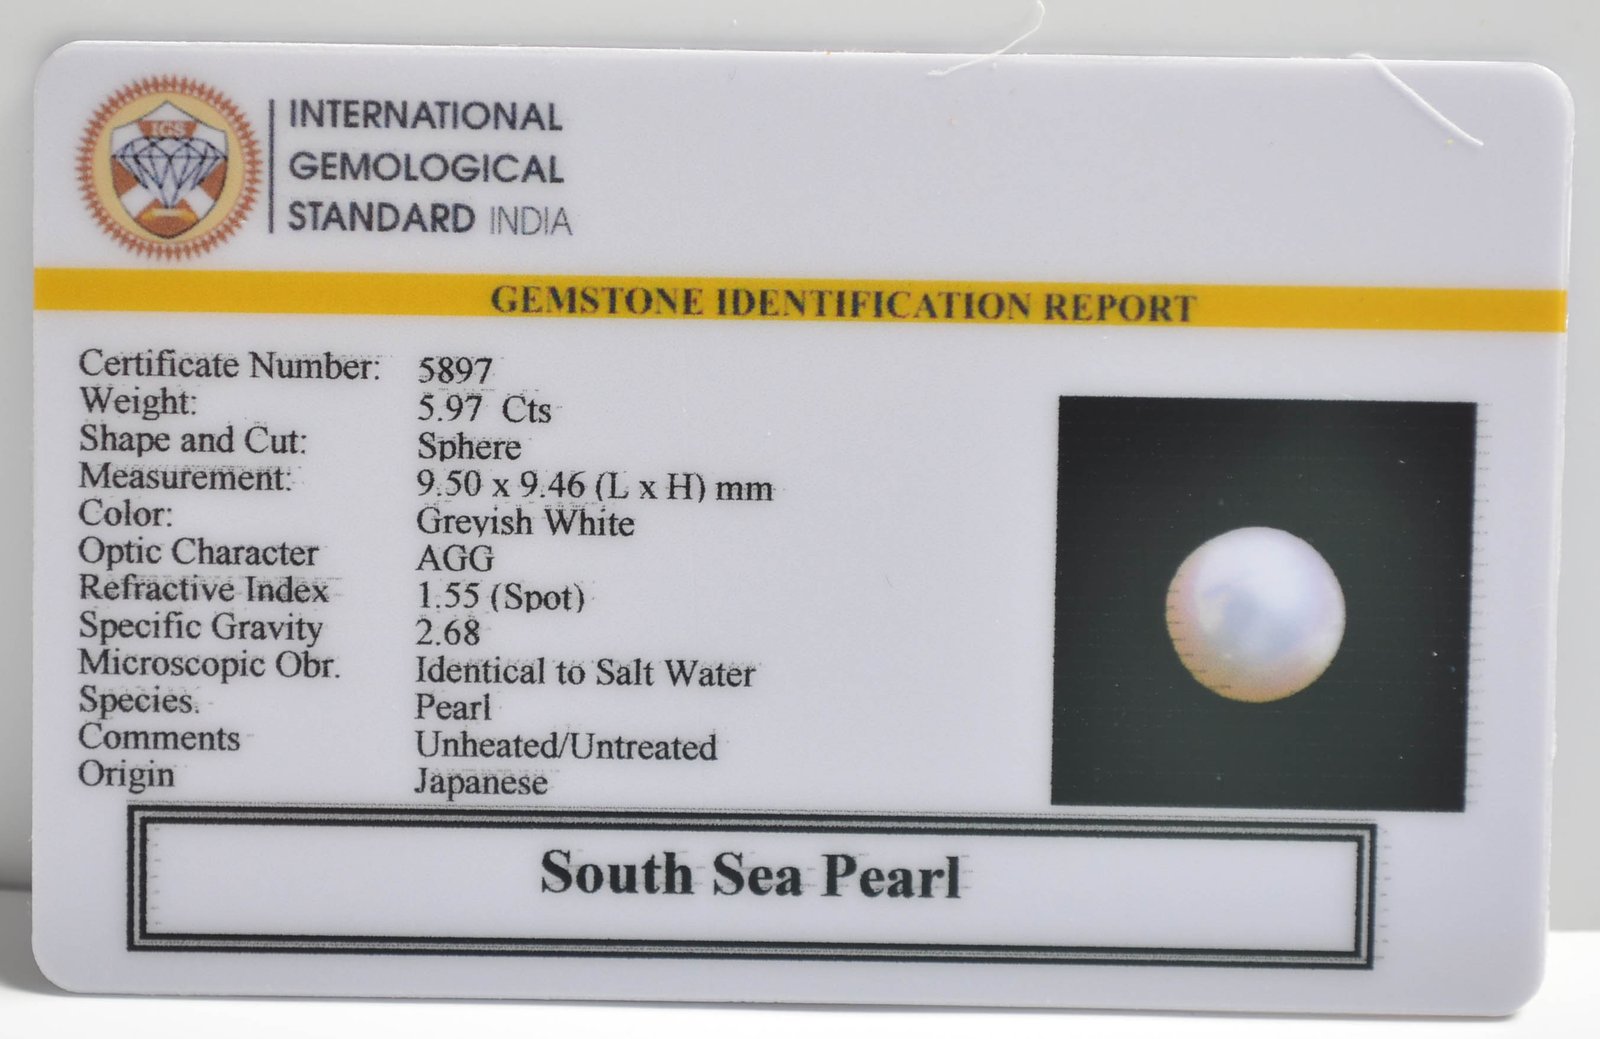 IGS
INTERNATIONAL
GEMOLOGICAL
STANDARD INDIA
GEMSTONE IDENTIFICATION REPORT
Certificate Number: 5897
Weight: 5.97 Cts
Shape and Cut: Sphere
Measurement: 9.50 x 9.46 (L x H) mm
Color: Greyish White
Optic Character AGG
Refractive Index 1.55 (Spot)
Specific Gravity 2.68
Microscopic Obr. Identical to Salt Water
Species. Pearl
Comments Unheated/Untreated
Origin Japanese
South Sea Pearl